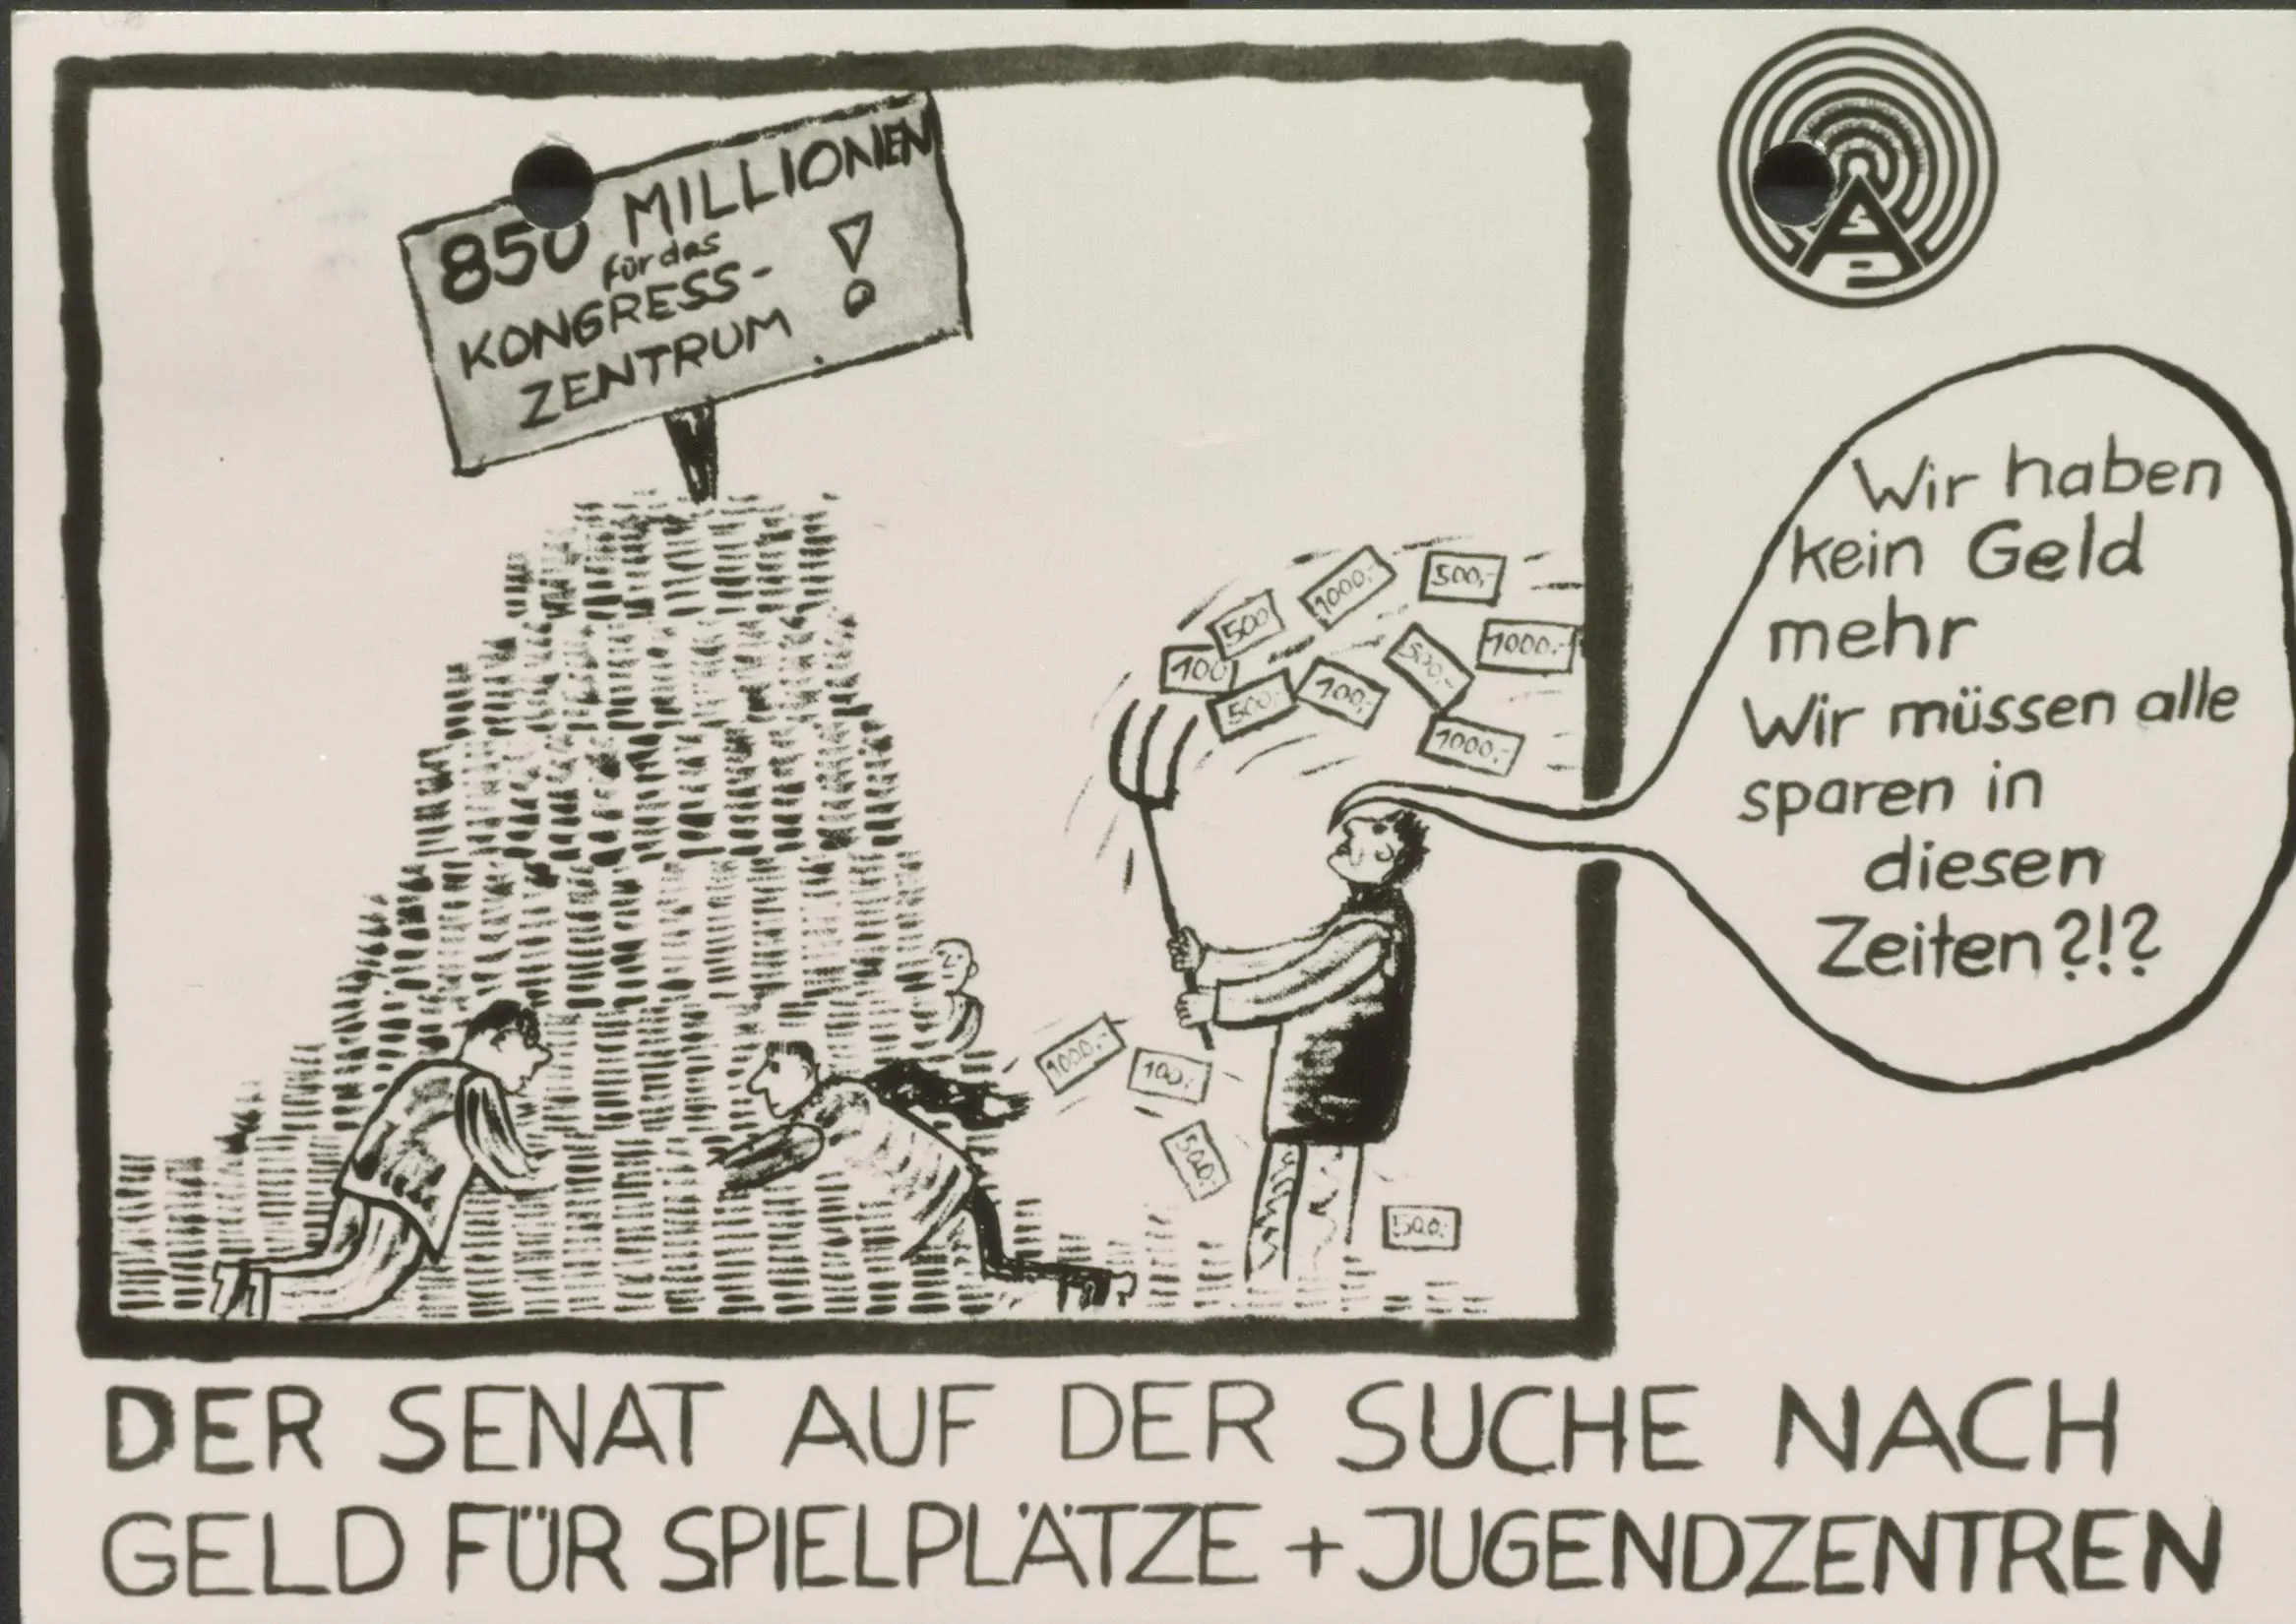 850 MILLIONEN
für das
KONGRESS-
ZENTRUM !
Wir haben
kein Geld
mehr
Wir müssen alle
sparen in
diesen
Zeiten?!?
500
1000,-
500,-
100
500,-
100,-
500,-
1000.-
1000,-
1000,-
100,-
500,-
500,-
DER SENAT AUF DER SUCHE NACH
GELD FÜR SPIELPLÄTZE + JUGENDZENTREN